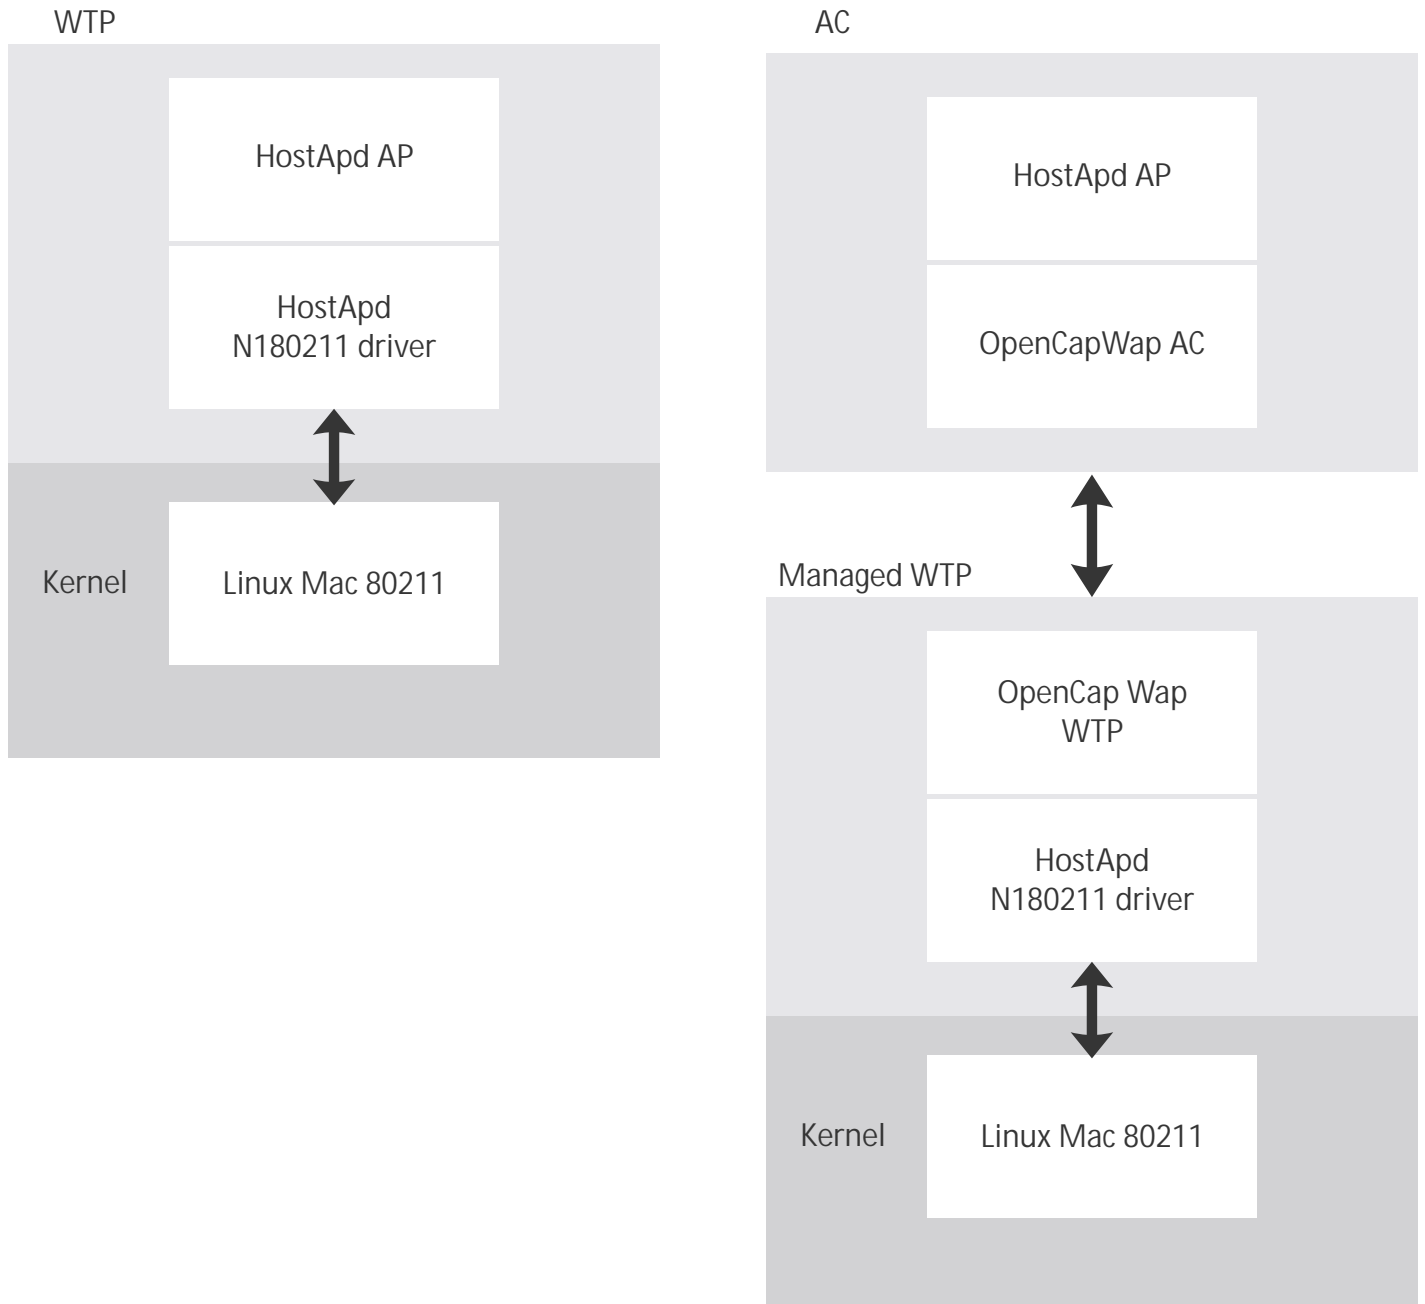 WTP
HostApd AP
HostApd
N180211 driver
Kernel
Linux Mac 80211
AC
HostApd AP
OpenCapWap AC
Managed WTP
OpenCap Wap
WTP
HostApd
N180211 driver
Kernel
Linux Mac 80211